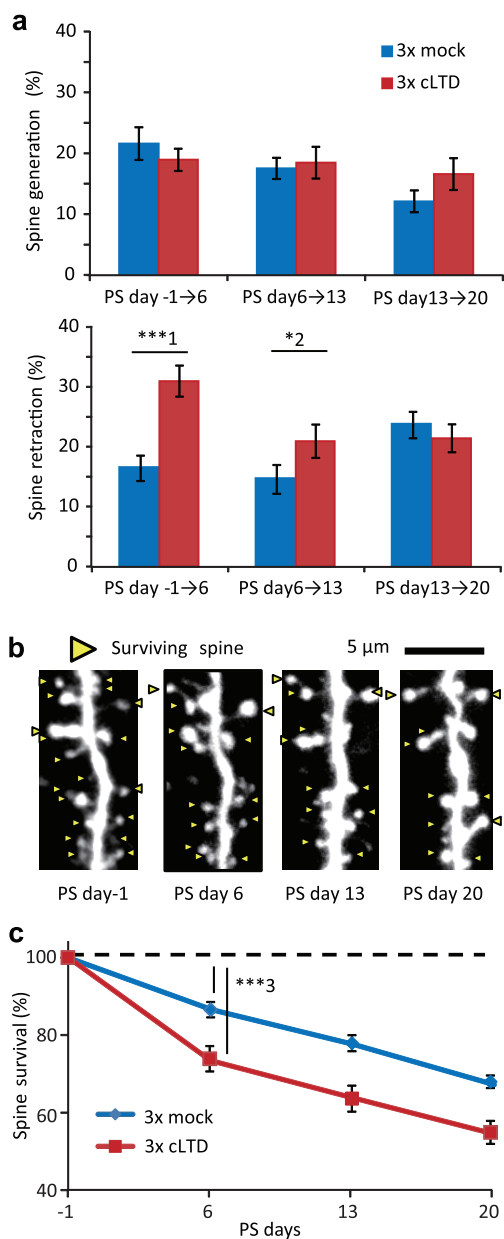 a
Spine generation (%)
40
30
20
10
0
3x mock
3x cLTD
PS day -1→6 PS day6→13 PS day13→20
Spine retraction (%)
40
30
20
10
0
***1 *2
PS day -1→6 PS day6→13 PS day13→20
b Surviving spine 5 µm
PS day-1 PS day 6 PS day 13 PS day 20
c
Spine survival (%)
100
80
60
40
***3
3x mock
3x cLTD
-1 6 13 20
PS days